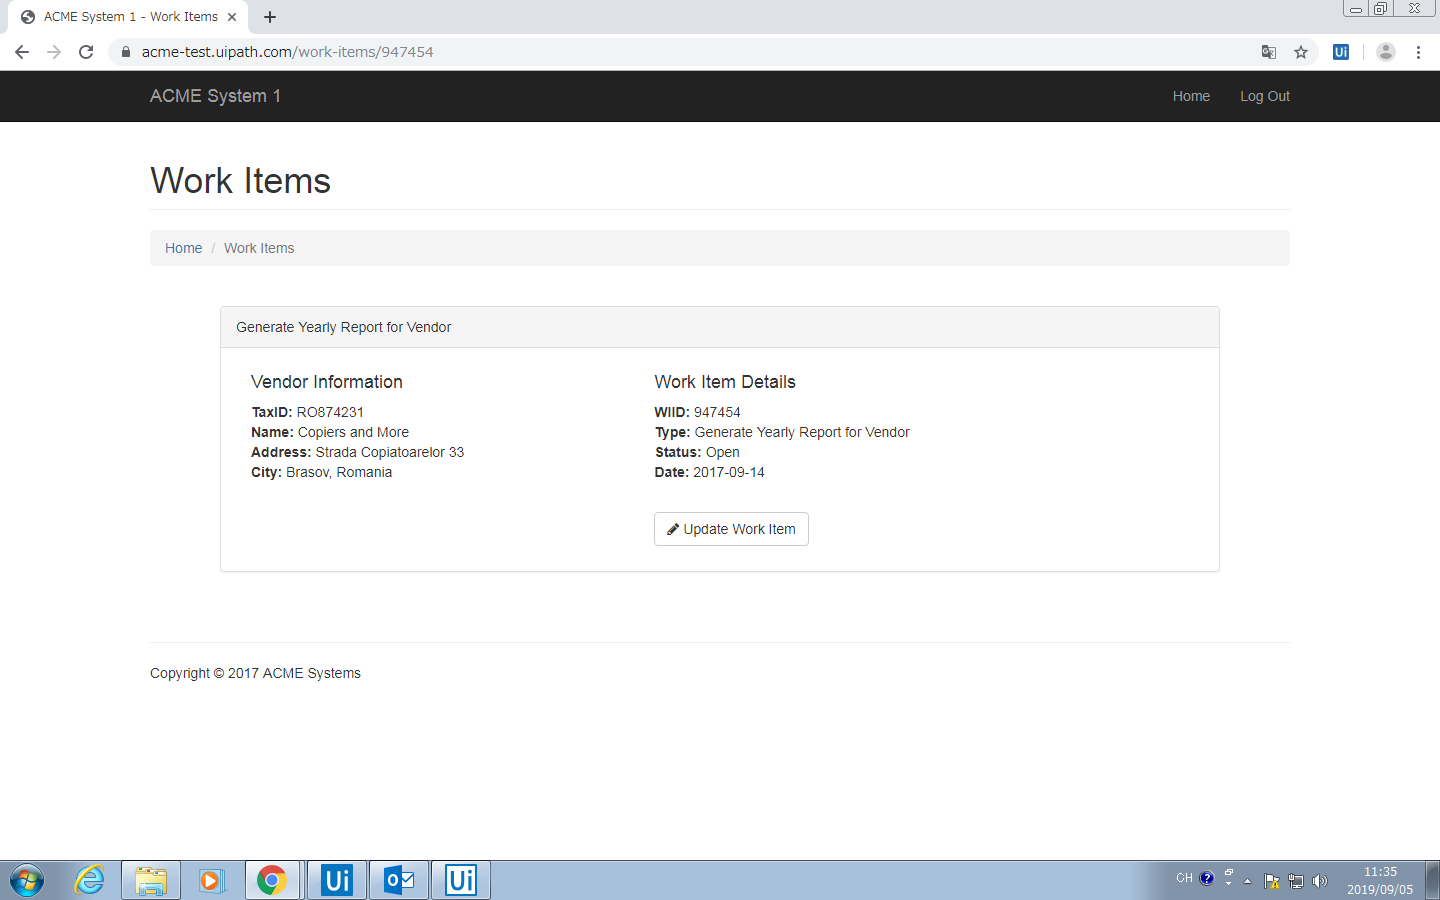 ACME System 1 - Work Items
acme-test.uipath.com/work-items/947454
Ui
ACME System 1
Home
Log Out
Work Items
Home / Work Items
Generate Yearly Report for Vendor
Vendor Information
TaxID: RO874231
Name: Copiers and More
Address: Strada Copiatoarelor 33
City: Brasov, Romania
Work Item Details
WIID: 947454
Type: Generate Yearly Report for Vendor
Status: Open
Date: 2017-09-14
Update Work Item
Copyright © 2017 ACME Systems
Ui
Ui
CH
11:35
2019/09/05